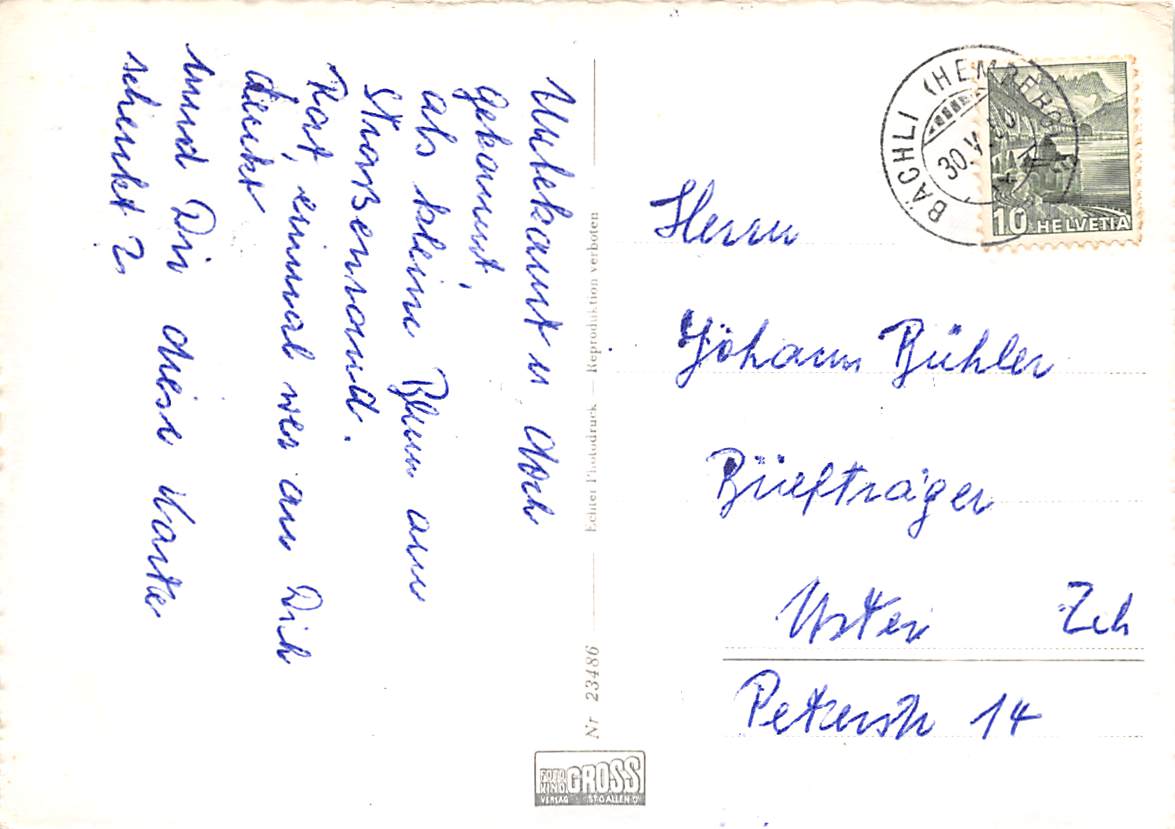 Unbekannt u doch
gekannt,
als kleine Blum am
Straßenrand.
Rat, einmal wer an Dich
denkt
unnd Dir diese Karte
schenkt?
Echter Photodruck — Reproduktion verboten
Nr 23486
FOTO KINO GROSS
VERLAG ST. GALLEN
BÄCHLI (HEMBERG)
30.V
10 HELVETIA
Herrn
Johann Bühler
Briefträger
Uster Zch
Peterstr 14